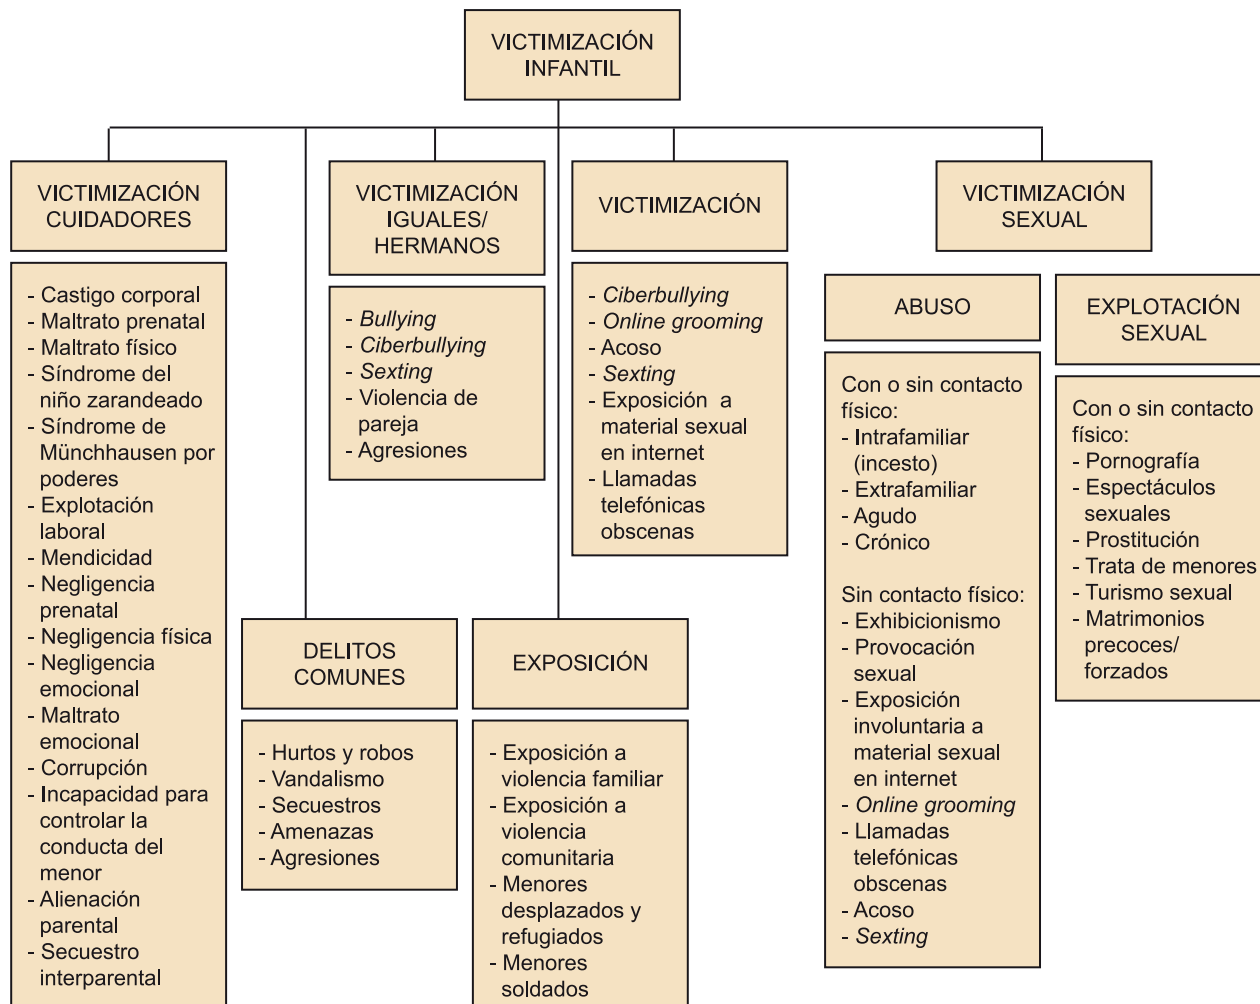 VICTIMIZACIÓN
INFANTIL
VICTIMIZACIÓN
CUIDADORES
- Castigo corporal
- Maltrato prenatal
- Maltrato físico
- Síndrome del
niño zarandeado
- Síndrome de
Münchhausen por
poderes
- Explotación
laboral
- Mendicidad
- Negligencia
prenatal
- Negligencia física
- Negligencia
emocional
- Maltrato
emocional
- Corrupción
- Incapacidad para
controlar la
conducta del
menor
- Alienación
parental
- Secuestro
interparental
DELITOS
COMUNES
- Hurtos y robos
- Vandalismo
- Secuestros
- Amenazas
- Agresiones
VICTIMIZACIÓN
IGUALES/
HERMANOS
- Bullying
- Ciberbullying
- Sexting
- Violencia de
pareja
- Agresiones
EXPOSICIÓN
- Exposición a
violencia familiar
- Exposición a
violencia
comunitaria
- Menores
desplazados y
refugiados
- Menores
soldados
VICTIMIZACIÓN
- Ciberbullying
- Online grooming
- Acoso
- Sexting
- Exposición a
material sexual
en internet
- Llamadas
telefónicas
obscenas
VICTIMIZACIÓN
SEXUAL
ABUSO
Con o sin contacto
físico:
- Intrafamiliar
(incesto)
- Extrafamiliar
- Agudo
- Crónico
Sin contacto físico:
- Exhibicionismo
- Provocación
sexual
- Exposición
involuntaria a
material sexual
en internet
- Online grooming
- Llamadas
telefónicas
obscenas
- Acoso
- Sexting
EXPLOTACIÓN
SEXUAL
Con o sin contacto
físico:
- Pornografía
- Espectáculos
sexuales
- Prostitución
- Trata de menores
- Turismo sexual
- Matrimonios
precoces/
forzados